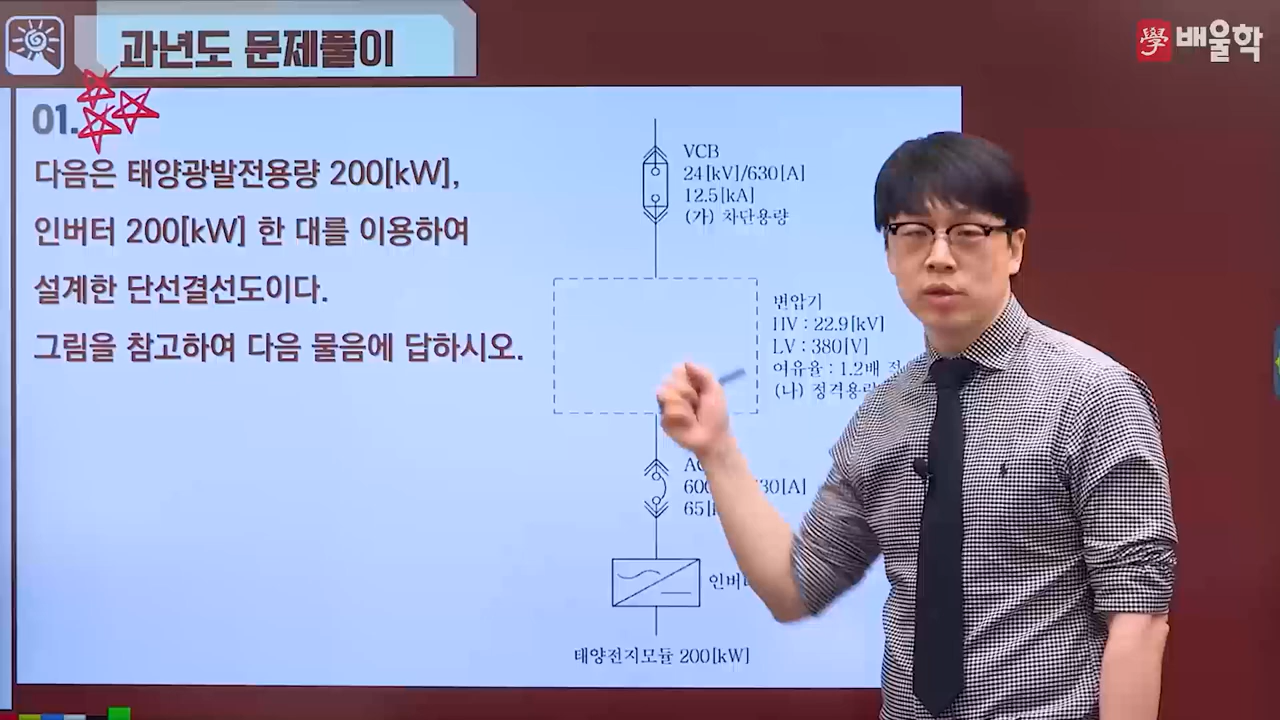 과년도 문제풀이
學 배울학
01.
다음은 태양광발전용량 200[kW],
인버터 200[kW] 한 대를 이용하여
설계한 단선결선도이다.
그림을 참고하여 다음 물음에 답하시오.
VCB
24[kV]/630[A]
12.5[kA]
(가) 차단용량
변압기
HV : 22.9[kV]
LV : 380[V]
여유율 : 1.2배
(나) 정격용량
태양전지모듈 200[kW]